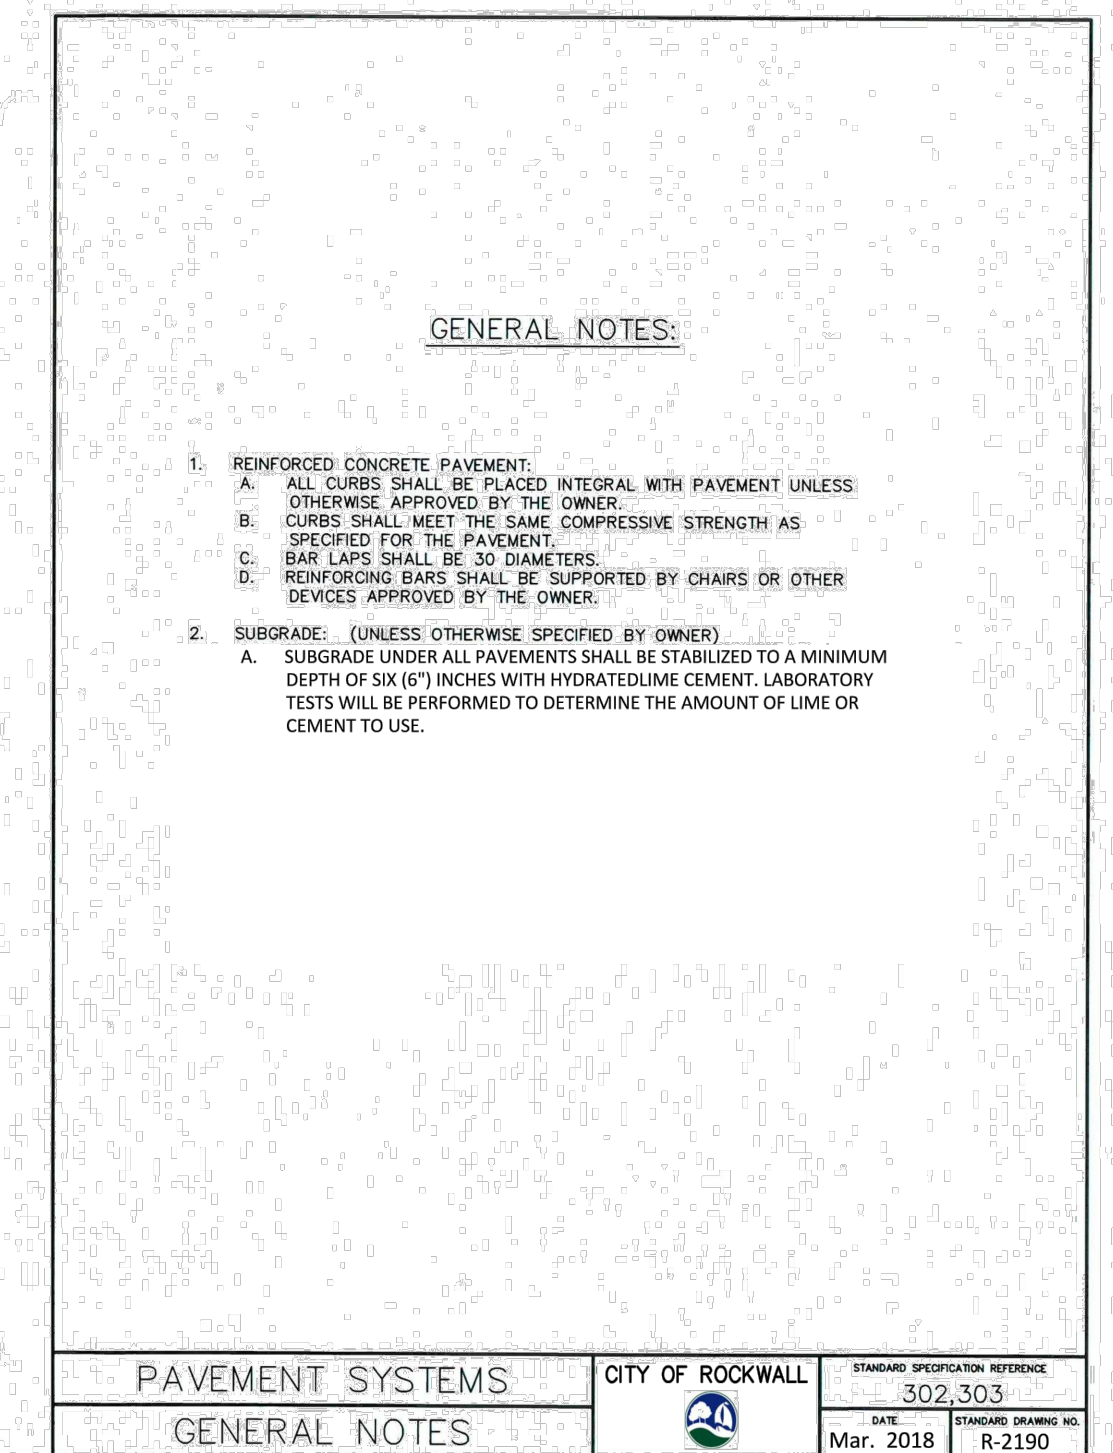 GENERAL NOTES:
1. REINFORCED CONCRETE PAVEMENT:
A. ALL CURBS SHALL BE PLACED INTEGRAL WITH PAVEMENT UNLESS
OTHERWISE APPROVED BY THE OWNER.
B. CURBS SHALL MEET THE SAME COMPRESSIVE STRENGTH AS
SPECIFIED FOR THE PAVEMENT.
C. BAR LAPS SHALL BE 30 DIAMETERS.
D. REINFORCING BARS SHALL BE SUPPORTED BY CHAIRS OR OTHER
DEVICES APPROVED BY THE OWNER.
2. SUBGRADE: (UNLESS OTHERWISE SPECIFIED BY OWNER)
A. SUBGRADE UNDER ALL PAVEMENTS SHALL BE STABILIZED TO A MINIMUM
DEPTH OF SIX (6") INCHES WITH HYDRATEDLIME CEMENT. LABORATORY
TESTS WILL BE PERFORMED TO DETERMINE THE AMOUNT OF LIME OR
CEMENT TO USE.
PAVEMENT SYSTEMS
GENERAL NOTES
CITY OF ROCKWALL
STANDARD SPECIFICATION REFERENCE
302,303
DATE
Mar. 2018
STANDARD DRAWING NO.
R-2190